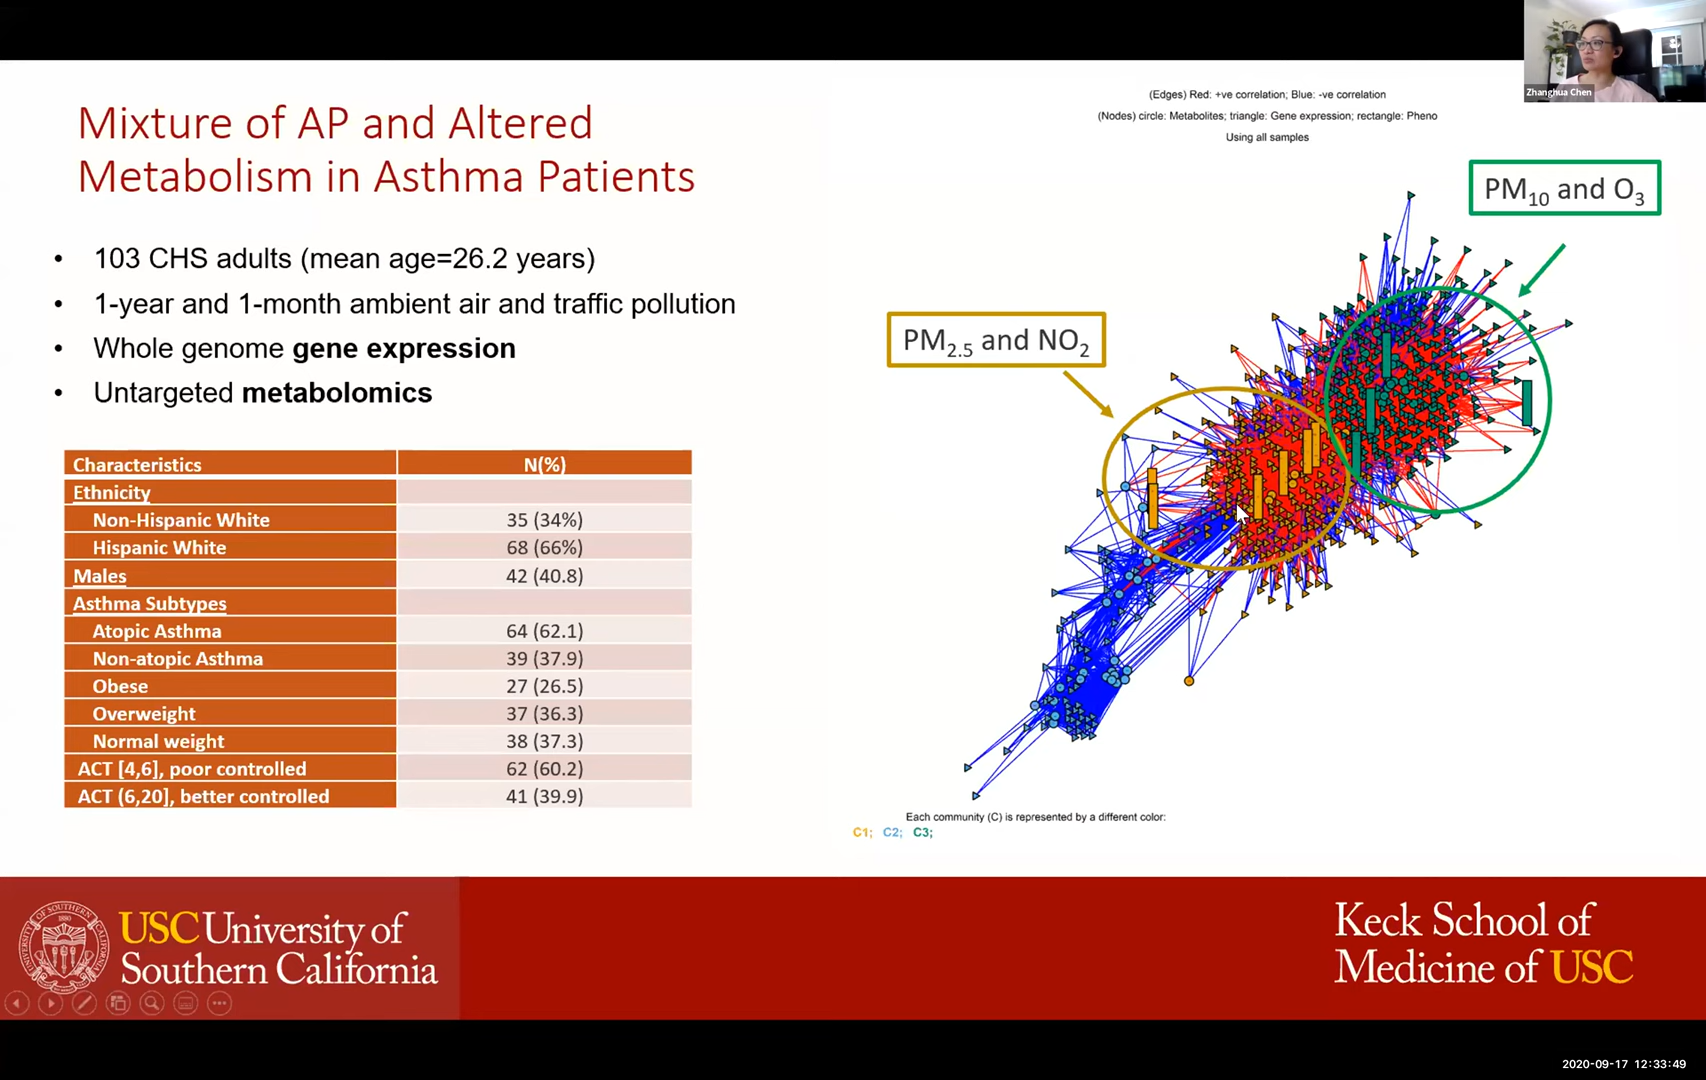 Zhanghua Chen
Mixture of AP and Altered
Metabolism in Asthma Patients
• 103 CHS adults (mean age=26.2 years)
• 1-year and 1-month ambient air and traffic pollution
• Whole genome gene expression
• Untargeted metabolomics
Characteristics N(%)
Ethnicity
Non-Hispanic White 35 (34%)
Hispanic White 68 (66%)
Males 42 (40.8)
Asthma Subtypes
Atopic Asthma 64 (62.1)
Non-atopic Asthma 39 (37.9)
Obese 27 (26.5)
Overweight 37 (36.3)
Normal weight 38 (37.3)
ACT [4,6], poor controlled 62 (60.2)
ACT (6,20], better controlled 41 (39.9)
(Edges) Red: +ve correlation; Blue: -ve correlation
(Nodes) circle: Metabolites; triangle: Gene expression; rectangle: Pheno
Using all samples
PM10 and O3
PM2.5 and NO2
Each community (C) is represented by a different color:
C1; C2; C3;
USC University of
Southern California
Keck School of
Medicine of USC
2020-09-17 12:33:49